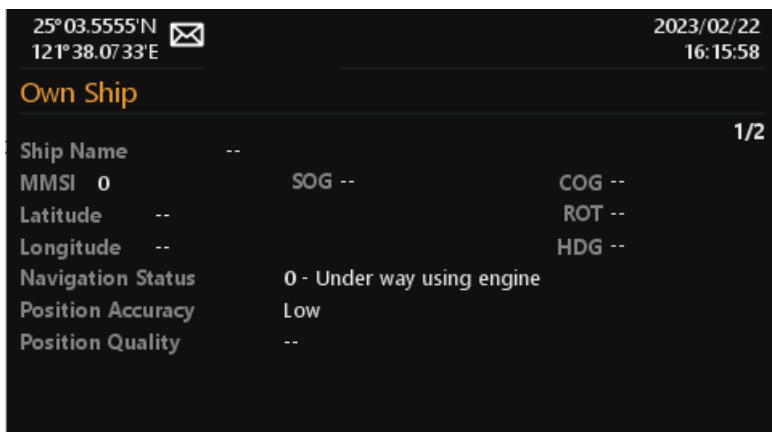 25°03.5555'N
121°38.0733'E
2023/02/22
16:15:58
Own Ship
1/2
Ship Name --
MMSI 0 SOG -- COG --
Latitude -- ROT --
Longitude -- HDG --
Navigation Status 0 - Under way using engine
Position Accuracy Low
Position Quality --